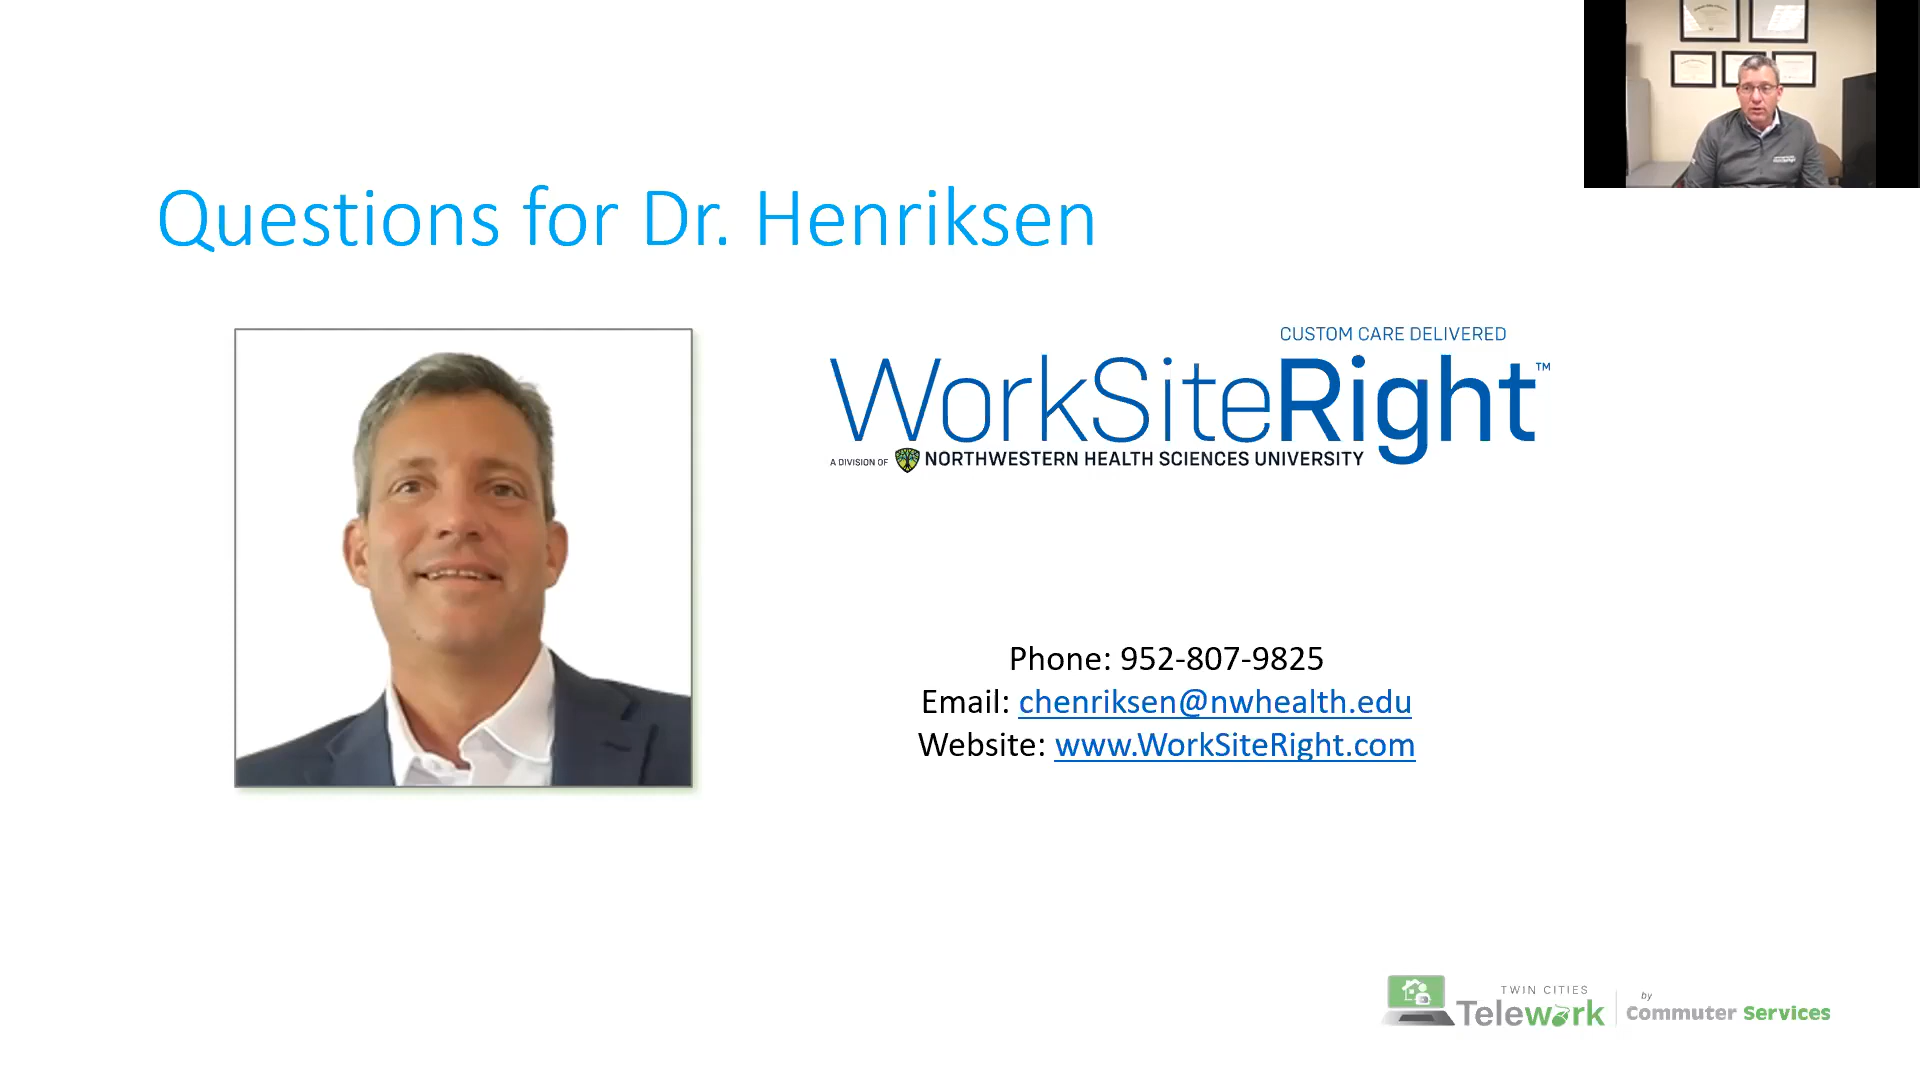 Questions for Dr. Henriksen
CUSTOM CARE DELIVERED
WorkSiteRight™
A DIVISION OF NORTHWESTERN HEALTH SCIENCES UNIVERSITY
Phone: 952-807-9825
Email: chenriksen@nwhealth.edu
Website: www.WorkSiteRight.com
TWIN CITIES
Telework
by
Commuter Services